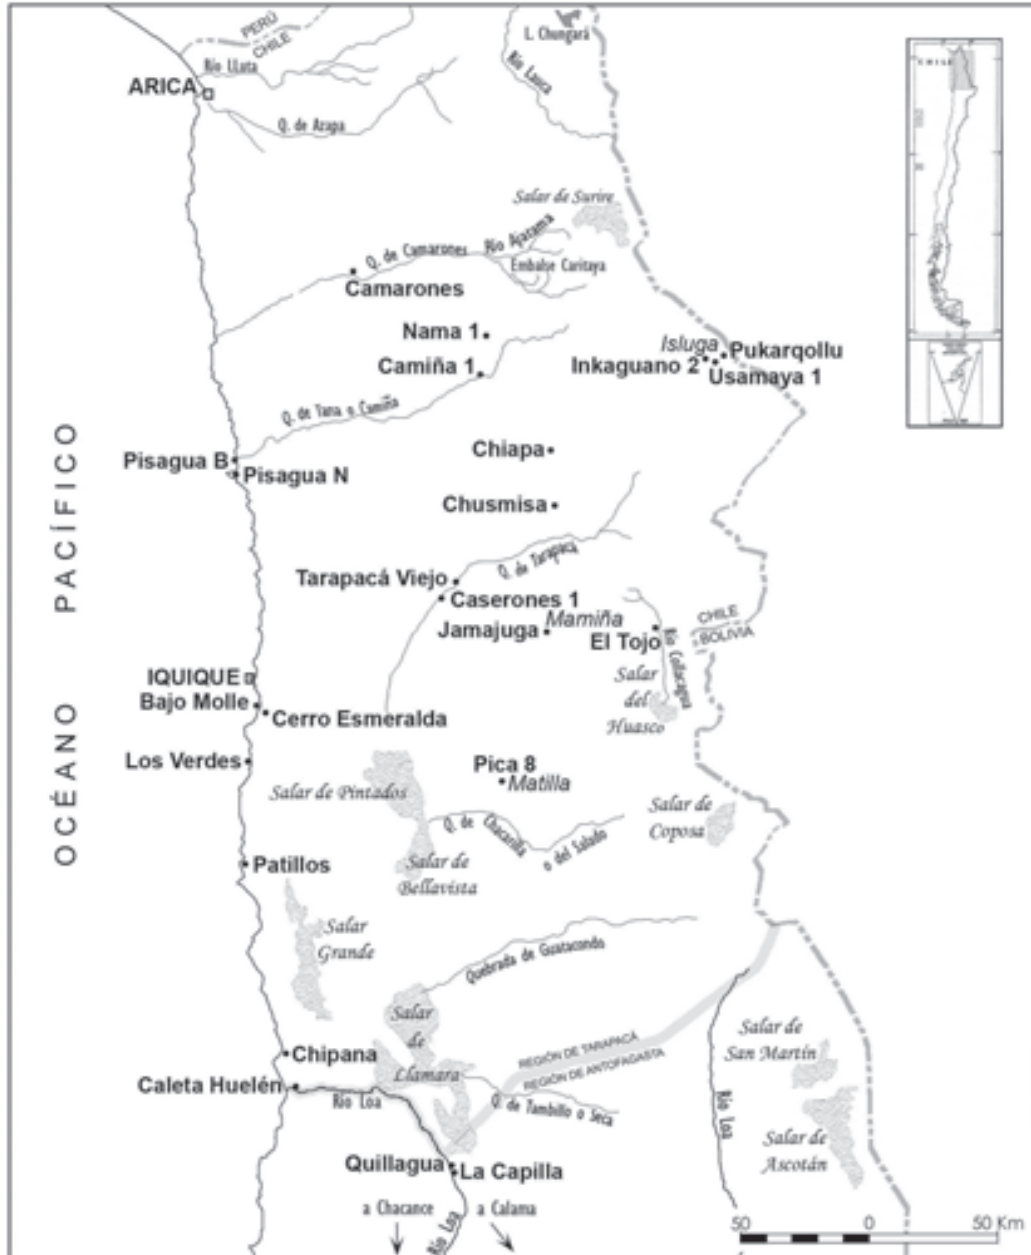 PERÚ
CHILE
L. Chungará
Río LLuta
Río Lauca
CHILE
ARICA
Q. de Azapa
Salar de Surire
Q. de Camarones
Río Ajatama
Embalse Caritaya
Camarones
Nama 1
Isluga
Pukarqollu
Camiña 1
Inkaguano 2
Usamaya 1
Q. de Tana o Camiña
Chiapa
Pisagua B
Pisagua N
Chusmisa
OCÉANO PACÍFICO
Q. de Tarapacá
Tarapacá Viejo
Caserones 1
Mamiña
Jamajuga
El Tojo
CHILE
BOLIVIA
Río Collacagua
Salar
del
Huasco
IQUIQUE
Bajo Molle
Cerro Esmeralda
Los Verdes
Pica 8
Matilla
Salar de Pintados
Q. de Chacarilla o del Salado
Salar de
Coposa
Salar de
Bellavista
Patillos
Salar
Grande
Quebrada de Guatacondo
Salar
de
Llamara
Chipana
REGIÓN DE TARAPACÁ
REGIÓN DE ANTOFAGASTA
Salar de
San Martín
Caleta Huelén
Río Loa
Q. de Tambillo o Seca
Río Loa
Salar de
Ascotán
Quillagua
La Capilla
a Chacance
a Calama
Río Loa
50 0 50 Km